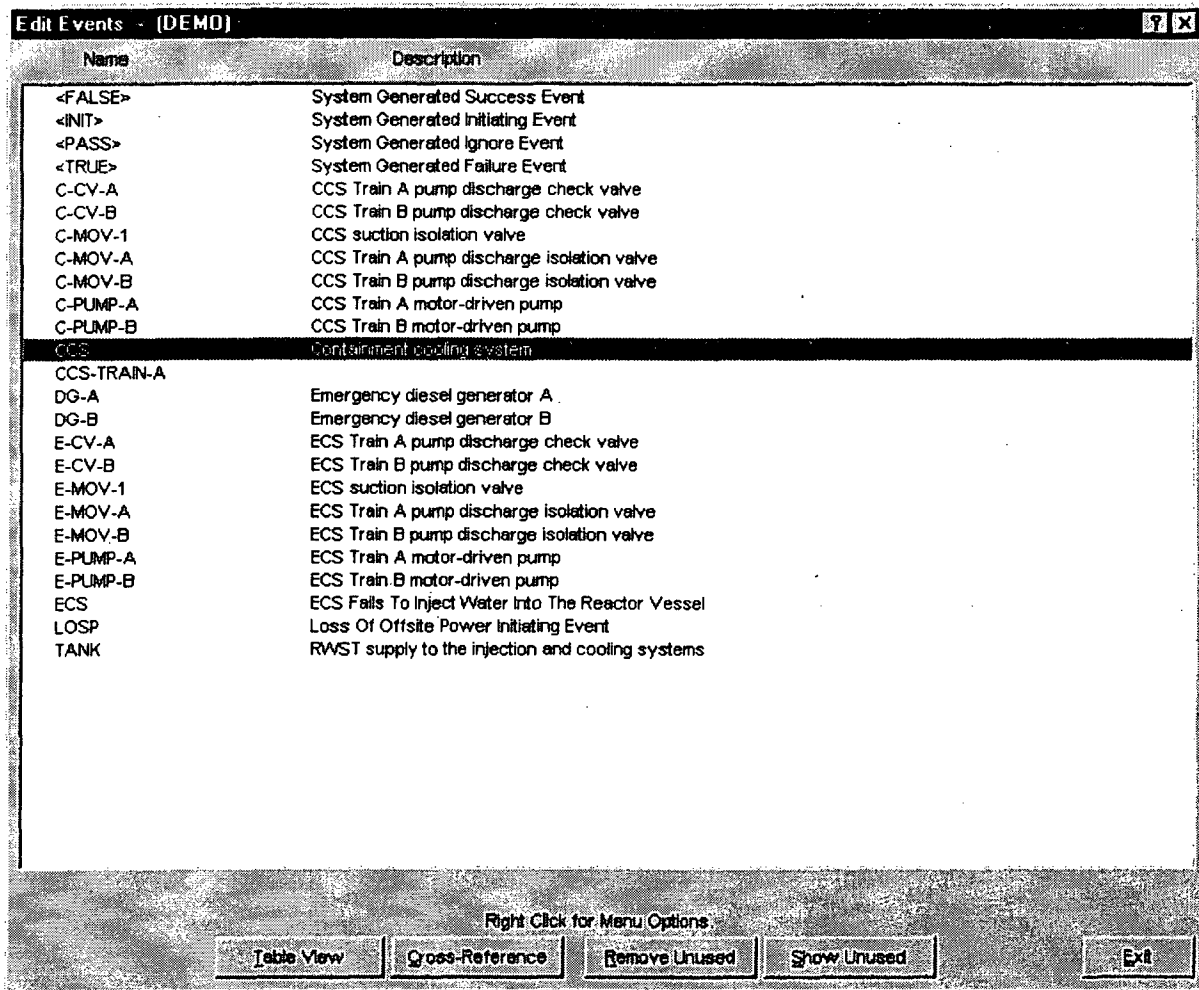 Edit Events - (DEMO)
Name Description
<FALSE> System Generated Success Event
<INIT> System Generated Initiating Event
<PASS> System Generated Ignore Event
<TRUE> System Generated Failure Event
C-CV-A CCS Train A pump discharge check valve
C-CV-B CCS Train B pump discharge check valve
C-MOV-1 CCS suction isolation valve
C-MOV-A CCS Train A pump discharge isolation valve
C-MOV-B CCS Train B pump discharge isolation valve
C-PUMP-A CCS Train A motor-driven pump
C-PUMP-B CCS Train B motor-driven pump
CCS Containment cooling system
CCS-TRAIN-A
DG-A Emergency diesel generator A
DG-B Emergency diesel generator B
E-CV-A ECS Train A pump discharge check valve
E-CV-B ECS Train B pump discharge check valve
E-MOV-1 ECS suction isolation valve
E-MOV-A ECS Train A pump discharge isolation valve
E-MOV-B ECS Train B pump discharge isolation valve
E-PUMP-A ECS Train A motor-driven pump
E-PUMP-B ECS Train B motor-driven pump
ECS ECS Fails To Inject Water Into The Reactor Vessel
LOSP Loss Of Offsite Power Initiating Event
TANK RWST supply to the injection and cooling systems
Right Click for Menu Options.
Table View Cross-Reference Remove Unused Show Unused Exit